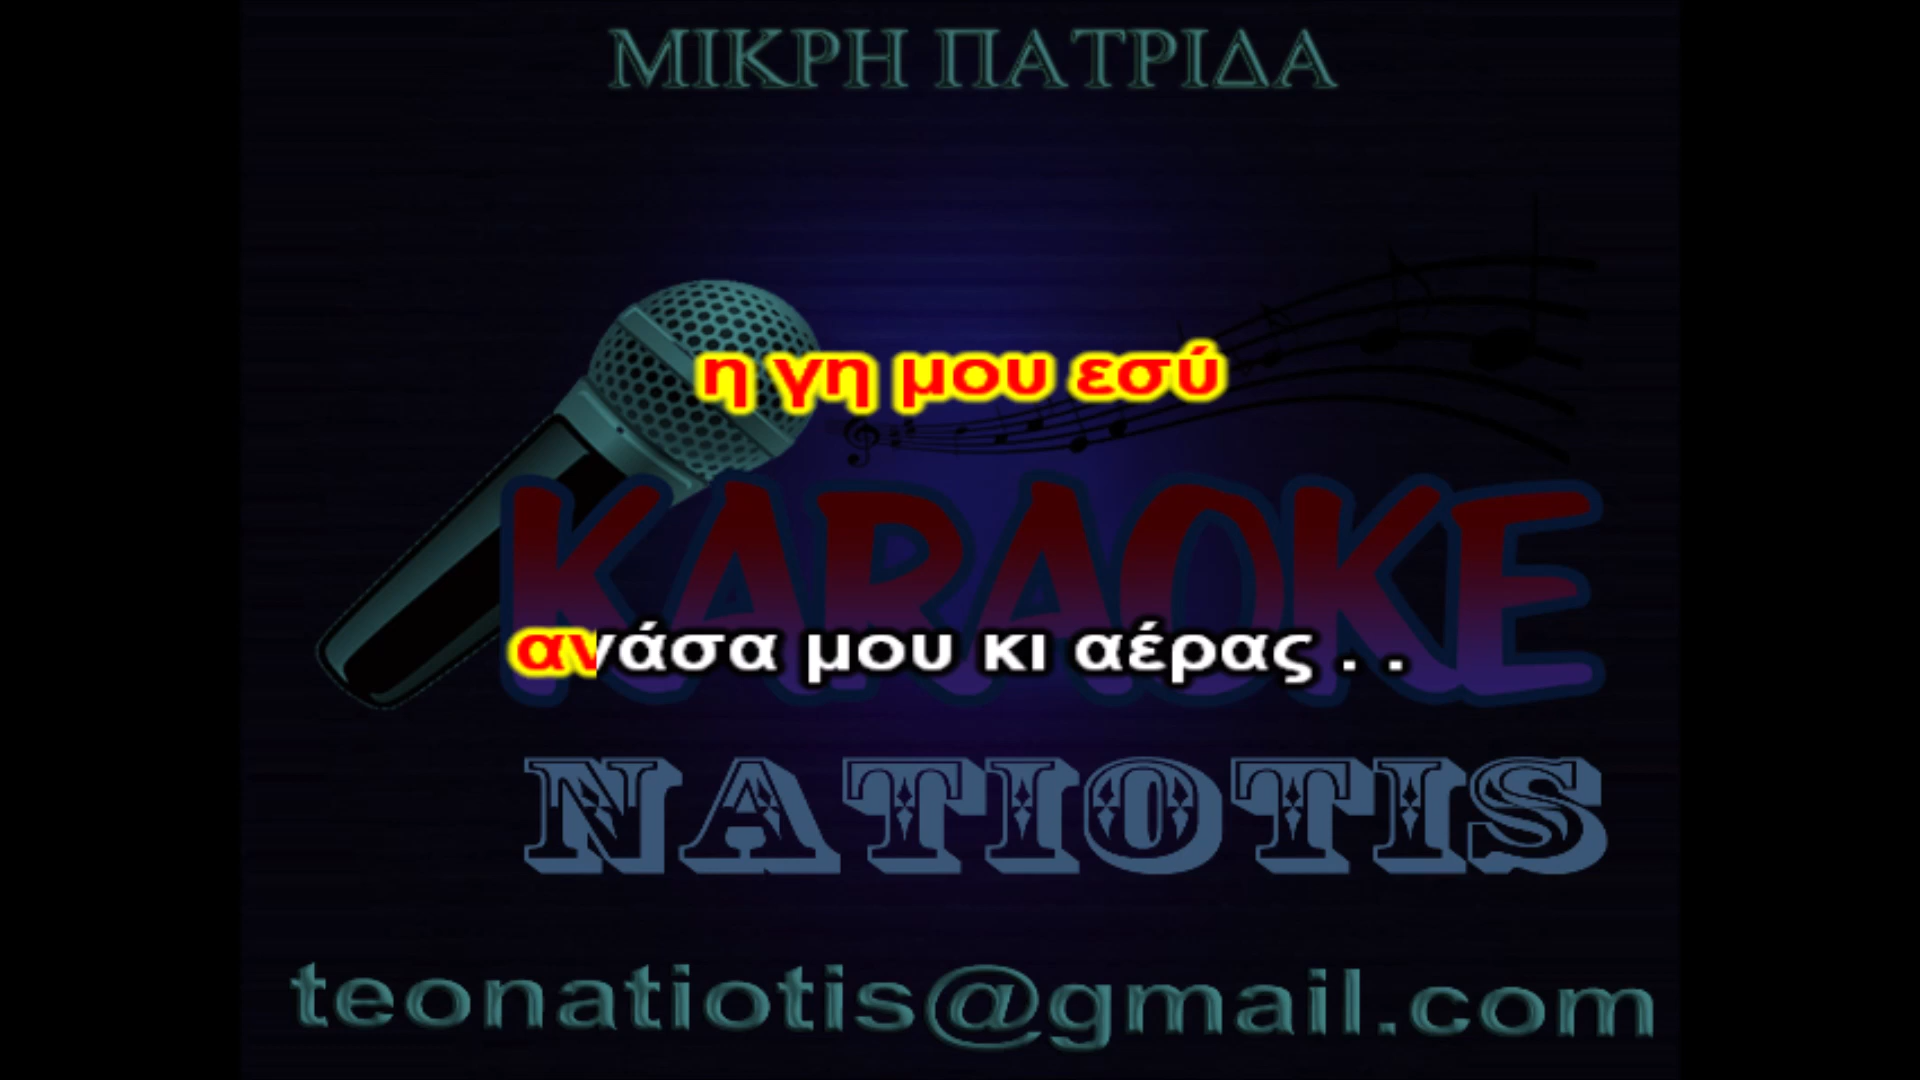 ΜΙΚΡΗ ΠΑΤΡΙΔΑ
η γη μου εσύ
KARAOKE
ανάσα μου κι αέρας . .
NATIOTIS
teonatiotis@gmail.com